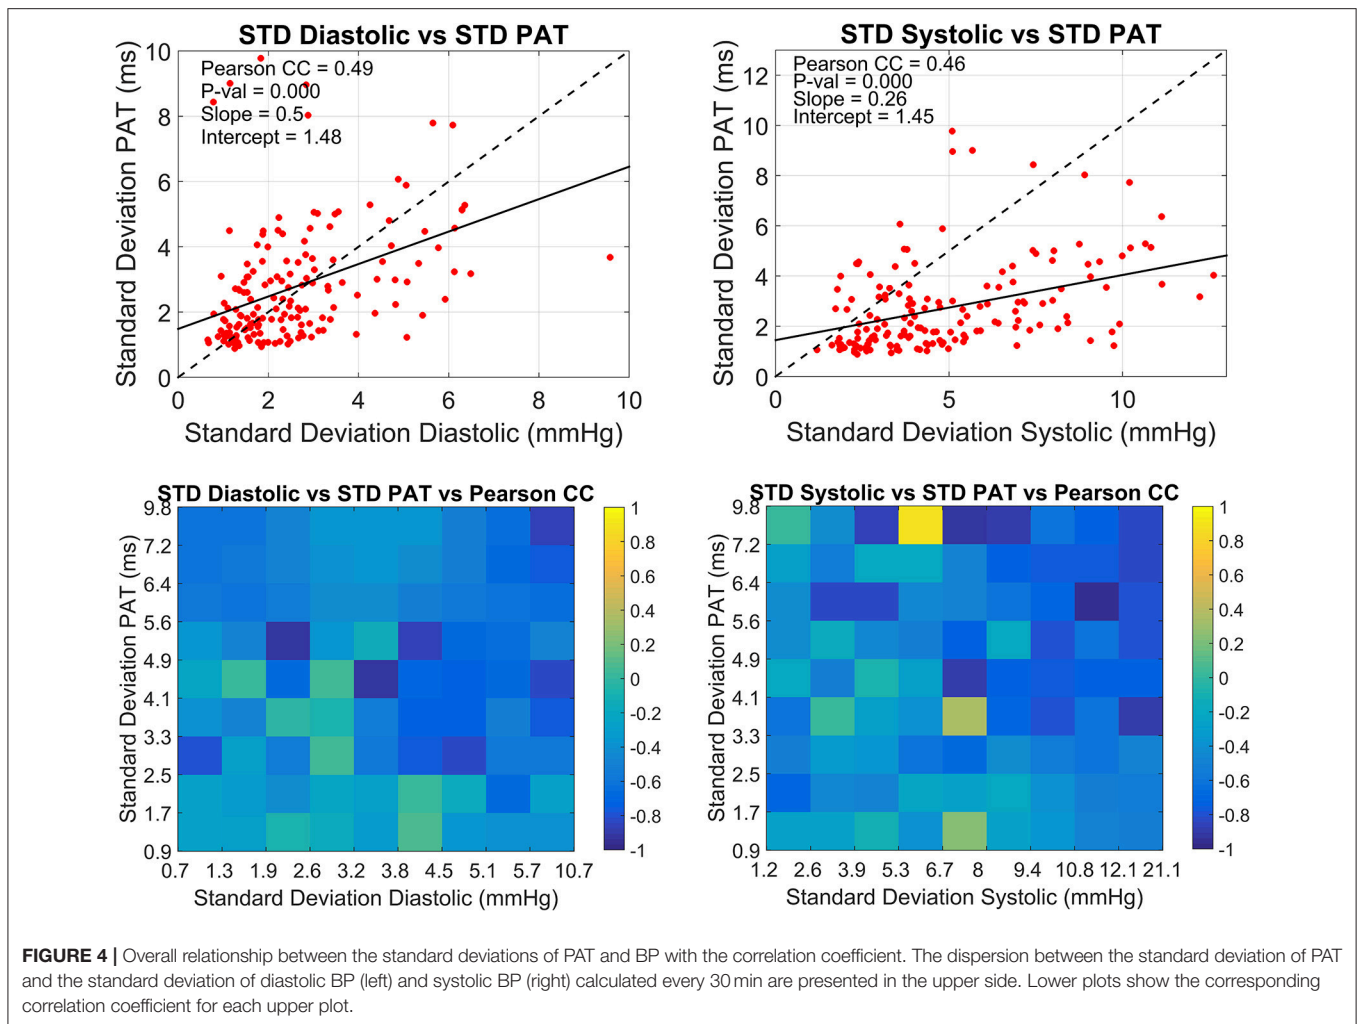 STD Diastolic vs STD PAT
Standard Deviation PAT (ms)
10
8
6
4
2
0
Pearson CC = 0.49
P-val = 0.000
Slope = 0.5
Intercept = 1.48
0 2 4 6 8 10
Standard Deviation Diastolic (mmHg)
STD Systolic vs STD PAT
Standard Deviation PAT (ms)
12
10
8
6
4
2
0
Pearson CC = 0.46
P-val = 0.000
Slope = 0.26
Intercept = 1.45
0 5 10
Standard Deviation Systolic (mmHg)
STD Diastolic vs STD PAT vs Pearson CC
Standard Deviation PAT (ms)
9.8
7.2
6.4
5.6
4.9
4.1
3.3
2.5
1.7
0.9
0.7 1.3 1.9 2.6 3.2 3.8 4.5 5.1 5.7 10.7
Standard Deviation Diastolic (mmHg)
1
0.8
0.6
0.4
0.2
0
-0.2
-0.4
-0.6
-0.8
-1
STD Systolic vs STD PAT vs Pearson CC
Standard Deviation PAT (ms)
9.8
7.2
6.4
5.6
4.9
4.1
3.3
2.5
1.7
0.9
1.2 2.6 3.9 5.3 6.7 8 9.4 10.8 12.1 21.1
Standard Deviation Systolic (mmHg)
1
0.8
0.6
0.4
0.2
0
-0.2
-0.4
-0.6
-0.8
-1
FIGURE 4 | Overall relationship between the standard deviations of PAT and BP with the correlation coefficient. The dispersion between the standard deviation of PAT
and the standard deviation of diastolic BP (left) and systolic BP (right) calculated every 30 min are presented in the upper side. Lower plots show the corresponding
correlation coefficient for each upper plot.